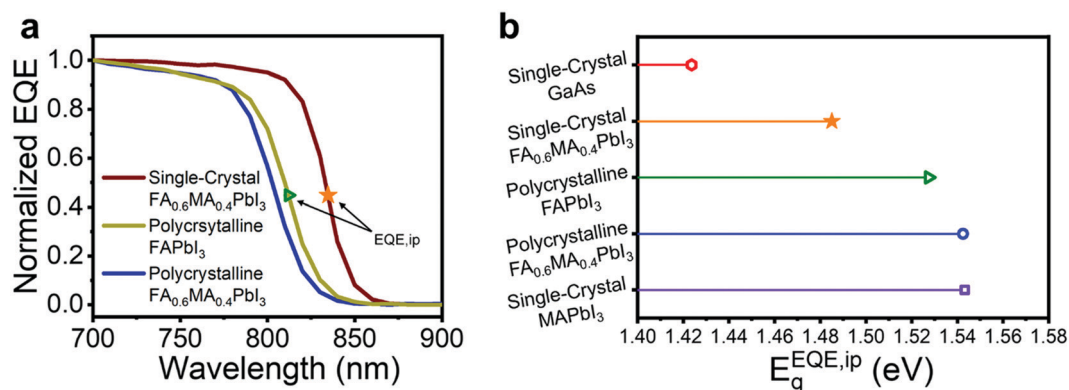 a
Normalized EQE
1.0
0.8
0.6
0.4
0.2
0.0
Single-Crystal
FA0.6MA0.4PbI3
Polycrsytalline
FAPbI3
Polycrystalline
FA0.6MA0.4PbI3
EQE,ip
700
750
800
850
900
Wavelength (nm)
b
Single-Crystal
GaAs
Single-Crystal
FA0.6MA0.4PbI3
Polycrystalline
FAPbI3
Polycrystalline
FA0.6MA0.4PbI3
Single-Crystal
MAPbI3
1.40
1.42
1.44
1.46
1.48
1.50
1.52
1.54
1.56
1.58
EgEQE,ip (eV)